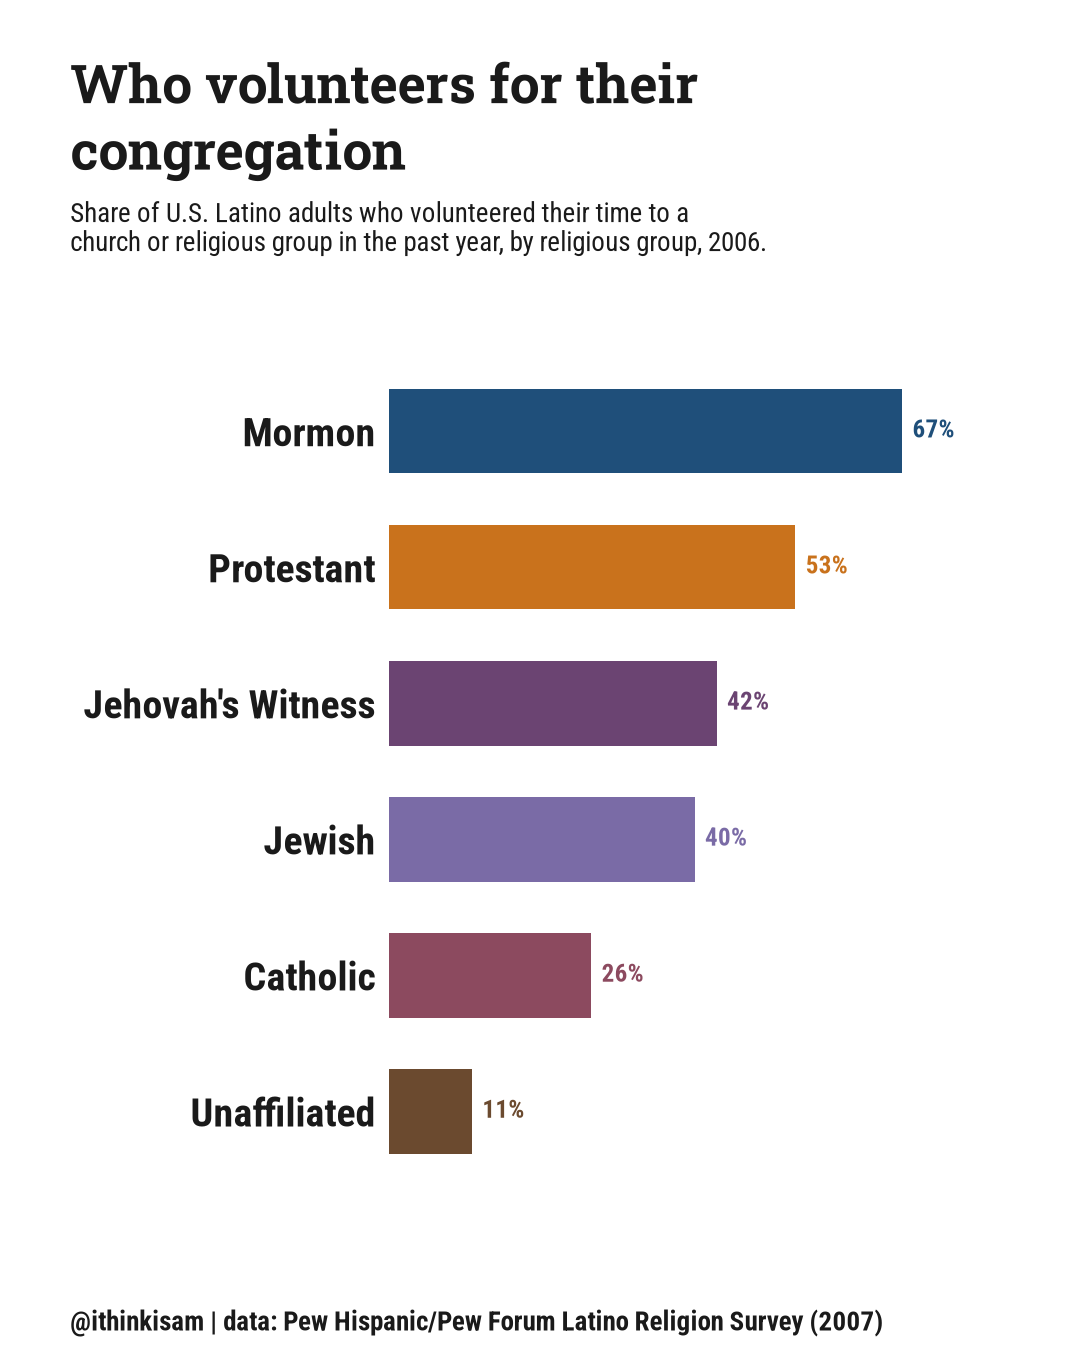 Who volunteers for their
congregation
Share of U.S. Latino adults who volunteered their time to a
church or religious group in the past year, by religious group, 2006.
Mormon 67%
Protestant 53%
Jehovah's Witness 42%
Jewish 40%
Catholic 26%
Unaffiliated 11%
@ithinkisam | data: Pew Hispanic/Pew Forum Latino Religion Survey (2007)